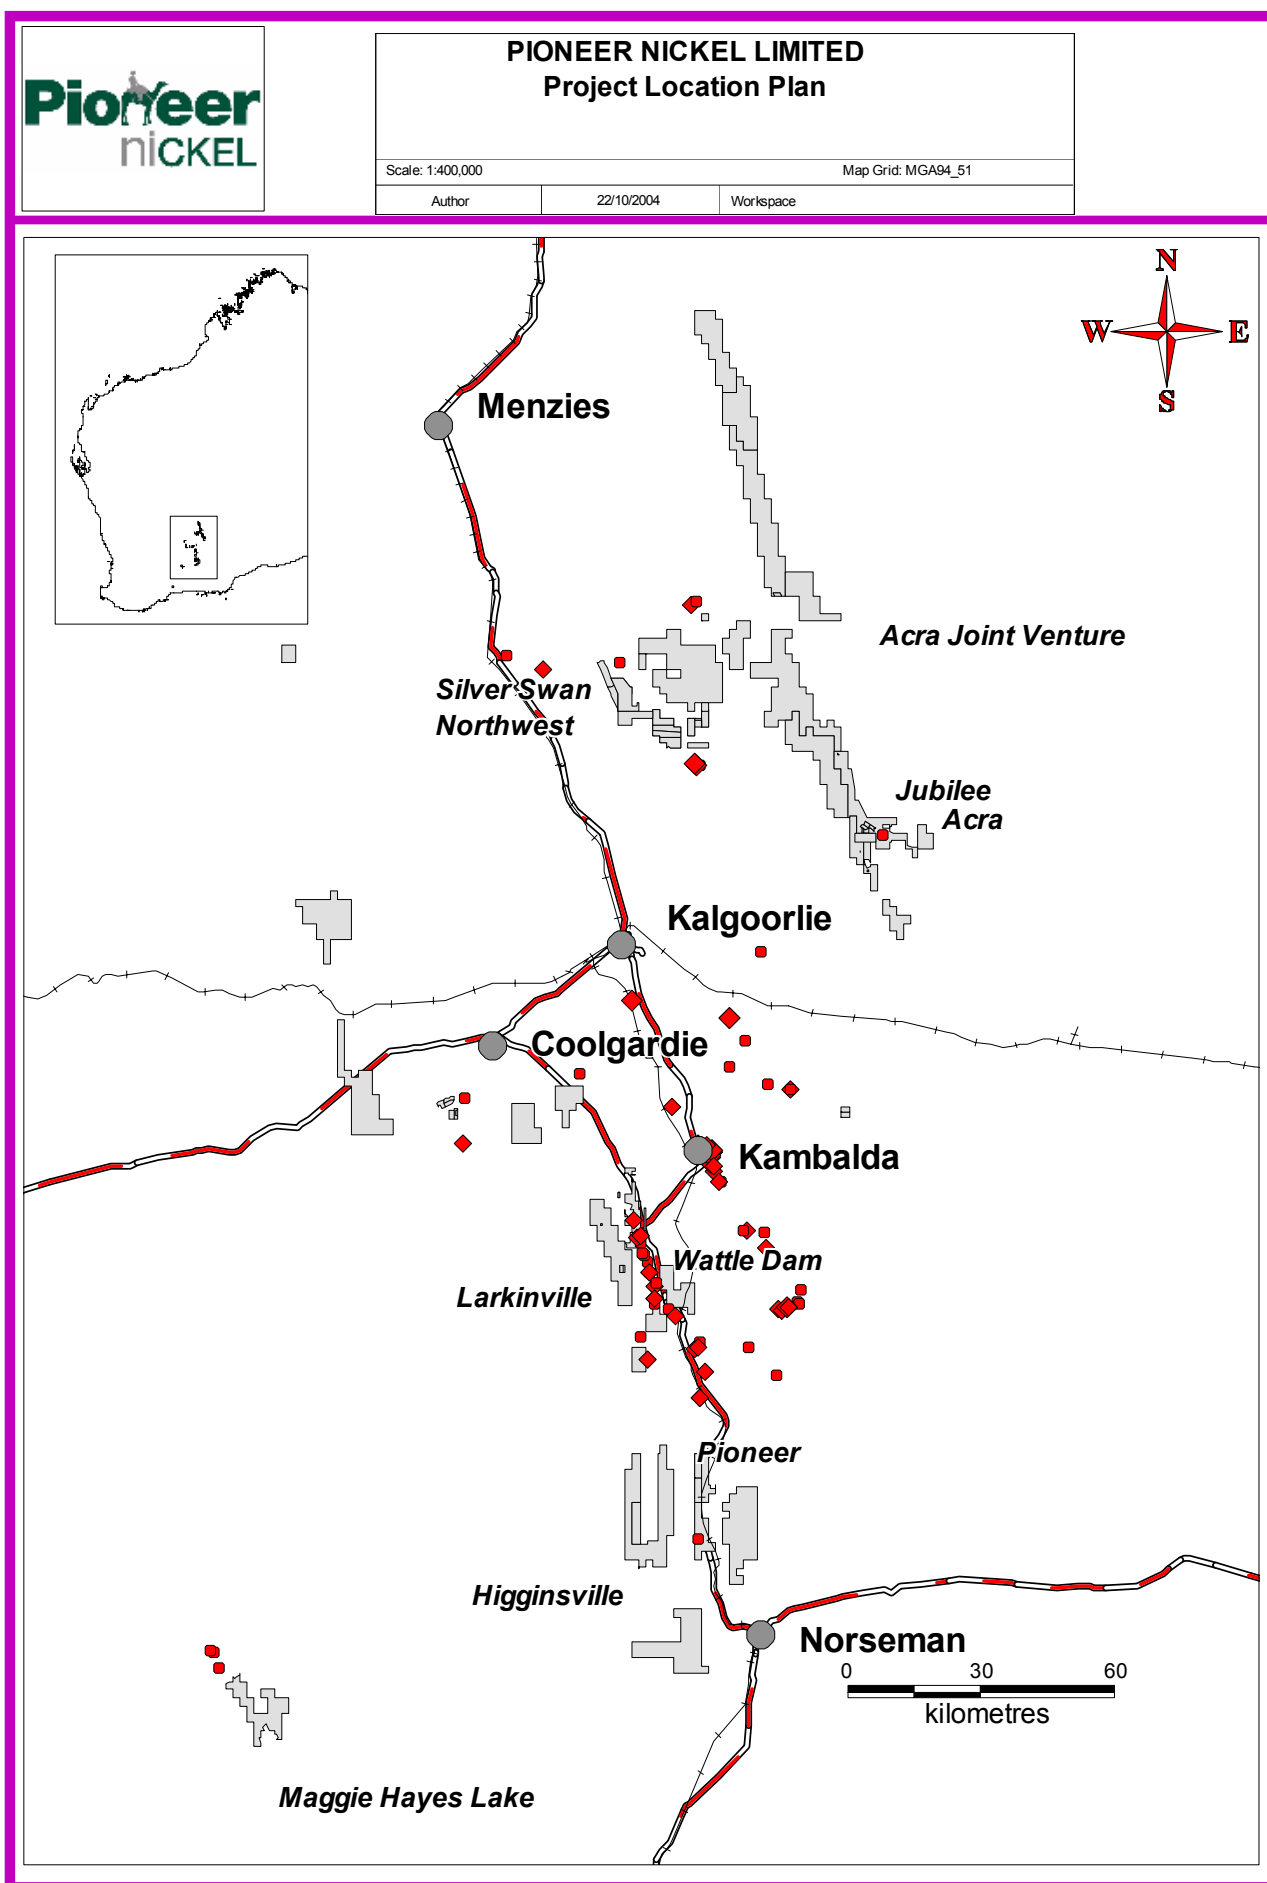 Pioneer
niCKEL
PIONEER NICKEL LIMITED
Project Location Plan
Scale: 1:400,000
Map Grid: MGA94_51
Author
22/10/2004
Workspace
N
W
E
S
Menzies
Acra Joint Venture
Silver Swan
Northwest
Jubilee
Acra
Kalgoorlie
Coolgardie
Kambalda
Wattle Dam
Larkinville
Pioneer
Higginsville
Norseman
0 30 60
kilometres
Maggie Hayes Lake